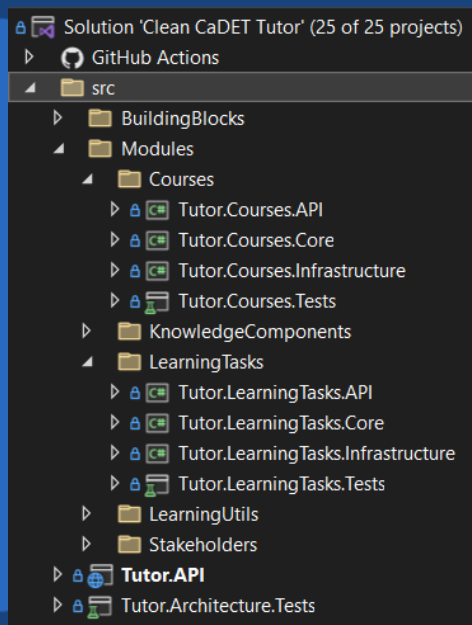 Solution 'Clean CaDET Tutor' (25 of 25 projects)
GitHub Actions
src
BuildingBlocks
Modules
Courses
C# Tutor.Courses.API
C# Tutor.Courses.Core
C# Tutor.Courses.Infrastructure
Tutor.Courses.Tests
KnowledgeComponents
LearningTasks
C# Tutor.LearningTasks.API
C# Tutor.LearningTasks.Core
C# Tutor.LearningTasks.Infrastructure
Tutor.LearningTasks.Tests
LearningUtils
Stakeholders
Tutor.API
Tutor.Architecture.Tests